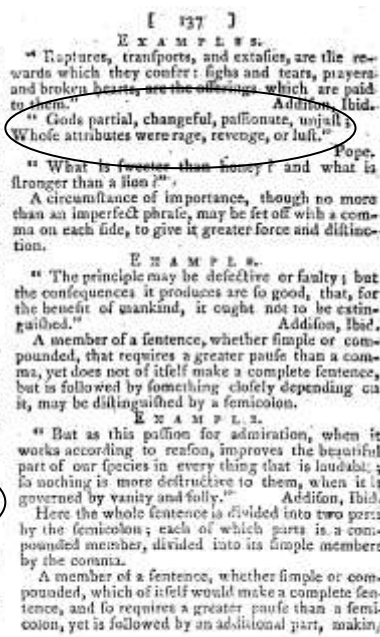 [ 137 ]
EXAMPLES.
" Raptures, transports, and extasies, are the re-
wards which they confer: sighs and tears, prayers
and broken hearts, are the offerings which are paid
to them." Addison, Ibid.
" Gods partial, changeful, passionate, unjust;
Whose attributes were rage, revenge, or lust."
Pope.
" What is sweeter than honey? and what is
stronger than a lion?"
A circumstance of importance, though no more
than an imperfect phrase, may be set off with a com-
ma on each side, to give it greater force and distinc-
tion.
EXAMPLE.
" The principle may be defective or faulty; but
the consequences it produces are so good, that, for
the benefit of mankind, it ought not to be extin-
guished." Addison, Ibid.
A member of a sentence, whether simple or com-
pounded, that requires a greater pause than a com-
ma, yet does not of itself make a complete sentence,
but is followed by something closely depending on
it, may be distinguished by a semicolon.
EXAMPLE.
" But as this passion for admiration, when it
works according to reason, improves the beautiful
part of our species in every thing that is laudable;
so nothing is more destructive to them, when it is
governed by vanity and folly." Addison, Ibid.
Here the whole sentence is divided into two parts
by the semicolon; each of which parts is a com-
pounded member, divided into its simple members
by the comma.
A member of a sentence, whether simple or com-
pounded, which of itself would make a complete sen-
tence, and so requires a greater pause than a semi-
colon, yet is followed by an additional part, makin